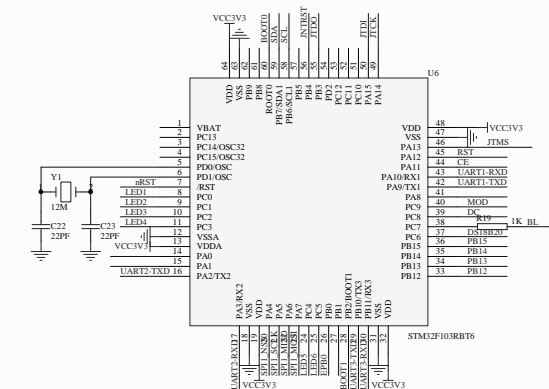 VCC3V3
BOOT0
SDA
SCL
JNTRST
JTDO
JTDI
JTCK
64 63 62 61 60 59 58 57 56 55 54 53 52 51 50 49
U6
VDD
VSS
PB9
PB8
BOOT0
PB7/SDA1
PB6/SCL1
PB5
PB4
PB3
PD2
PC12
PC11
PC10
PA15
PA14
1 VBAT
2 PC13
3 PC14/OSC32
4 PC15/OSC32
5 PD0/OSC
6 PD1/OSC
nRST 7 /RST
LED1 8 PC0
LED2 9 PC1
LED3 10 PC2
LED4 11 PC3
12 VSSA
VCC3V3 13 VDDA
14 PA0
15 PA1
UART2-TXD 16 PA2/TX2
Y1
12M
C22
22PF
C23
22PF
VDD 48 VCC3V3
VSS 47
PA13 46 JTMS
PA12 45 RST
PA11 44 CE
PA10/RX1 43 UART1-RXD
PA9/TX1 42 UART1-TXD
PA8 41
PC9 40 MOD
PC8 39 DC
PC7 38 R19 1K BL
PC6 37 DS18B20
PB15 36 PB15
PB14 35 PB14
PB13 34 PB13
PB12 33 PB12
PA3/RX2
VSS
VDD
PA4
PA5
PA6
PA7
PC4
PC5
PB0
PB1
PB2/BOOT1
PB10/TX3
PB11/RX3
VSS
VDD
STM32F103RBT6
UART2-RXD 17
18
19
SPI1_NSS 20
SPI1_SCLK 21
SPI1_MISO 22
SPI1_MOSI 23
LED5 24
LED6 25
EPB0 26
27
BOOT1 28
UART3-TXD 29
UART3-RXD 30
31
32
VCC3V3
VCC3V3